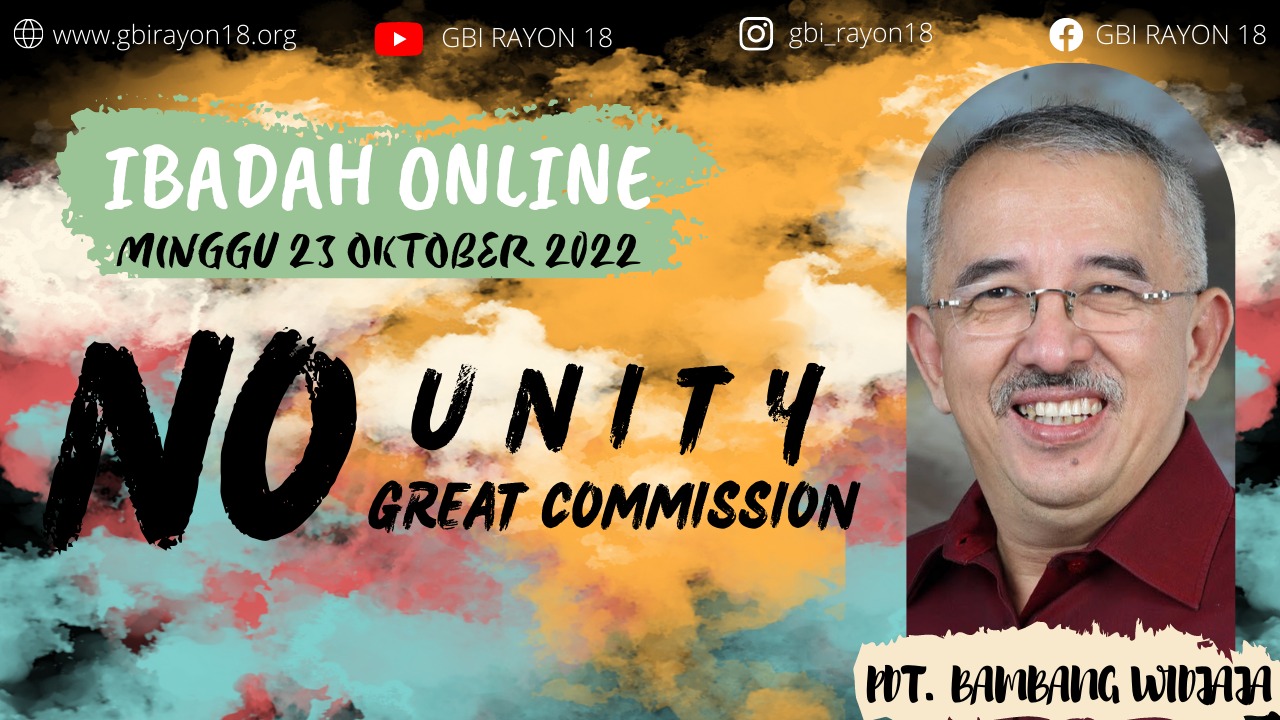 www.gbirayon18.org
GBI RAYON 18
gbi_rayon18
GBI RAYON 18
IBADAH ONLINE
MINGGU 23 OKTOBER 2022
NO UNITY
GREAT COMMISSION
PDT. BAMBANG WIDJAJA